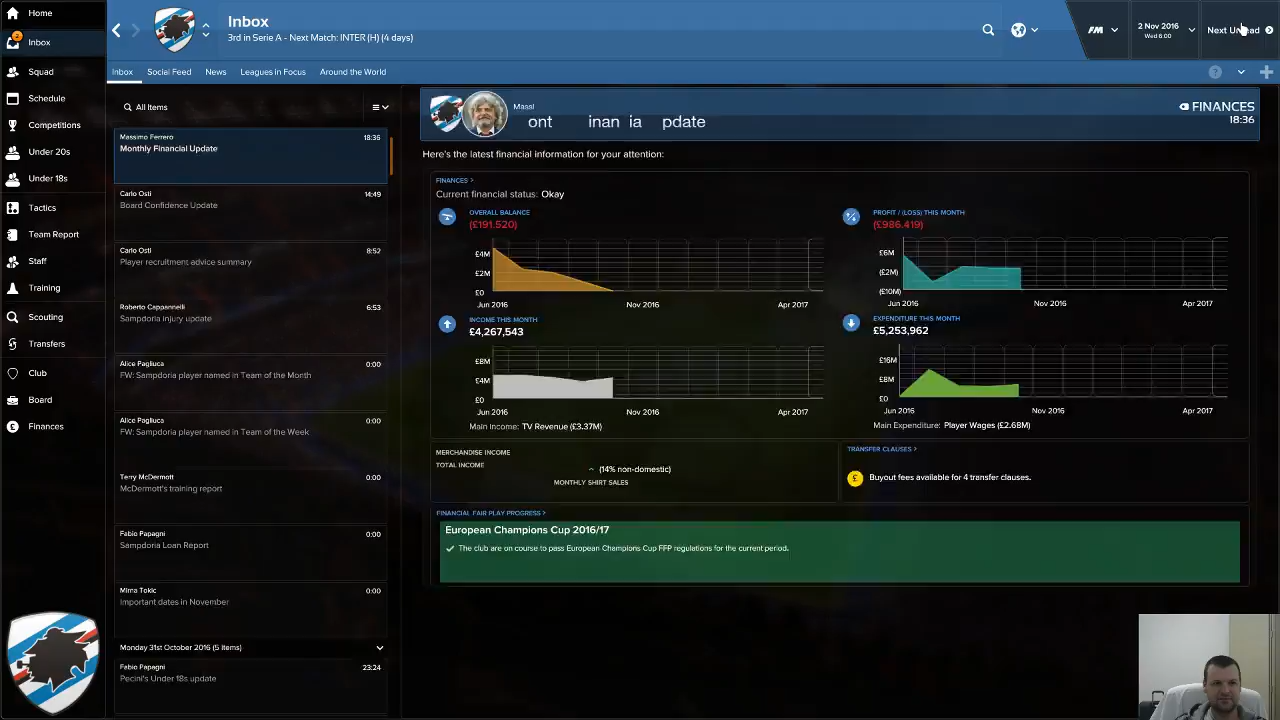 Home
Inbox
Squad
Schedule
Competitions
Under 20s
Under 18s
Tactics
Team Report
Staff
Training
Scouting
Transfers
Club
Board
Finances
Inbox
3rd in Serie A - Next Match: INTER (H) (4 days)
FM
2 Nov 2016
Wed 6:00
Inbox
Social Feed
News
Leagues in Focus
Around the World
All Items
Massimo Ferrero 18:36
Monthly Financial Update
Carlo Osti 14:49
Board Confidence Update
Carlo Osti 8:52
Player recruitment advice summary
Roberto Cappannelli 6:53
Sampdoria injury update
Alice Pagliuca 0:00
FW: Sampdoria player named in Team of the Month
Alice Pagliuca 0:00
FW: Sampdoria player named in Team of the Week
Terry McDermott 0:00
McDermott's training report
Fabio Papagni 0:00
Sampdoria Loan Report
Mirna Tokic 0:00
Important dates in November
Monday 31st October 2016 (5 items)
Fabio Papagni 23:24
Pecini's Under 18s update
FINANCES
18:36
Here's the latest financial information for your attention:
FINANCES >
Current financial status: Okay
OVERALL BALANCE
(£191.520)
£4M
£2M
£0
Jun 2016 Nov 2016 Apr 2017
PROFIT / (LOSS) THIS MONTH
(£986.419)
£6M
(£2M)
(£10M)
Jun 2016 Nov 2016 Apr 2017
INCOME THIS MONTH
£4,267,543
£8M
£4M
£0
Jun 2016 Nov 2016 Apr 2017
Main Income: TV Revenue (£3.37M)
EXPENDITURE THIS MONTH
£5,253,962
£16M
£8M
£0
Jun 2016 Nov 2016 Apr 2017
Main Expenditure: Player Wages (£2.68M)
MERCHANDISE INCOME
TOTAL INCOME
(14% non-domestic)
MONTHLY SHIRT SALES
TRANSFER CLAUSES >
Buyout fees available for 4 transfer clauses.
FINANCIAL FAIR PLAY PROGRESS >
European Champions Cup 2016/17
The club are on course to pass European Champions Cup FFP regulations for the current period.